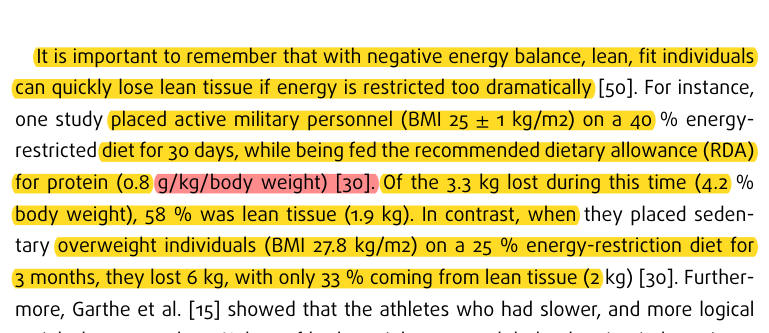 It is important to remember that with negative energy balance, lean, fit individuals
can quickly lose lean tissue if energy is restricted too dramatically [50]. For instance,
one study placed active military personnel (BMI 25 ± 1 kg/m2) on a 40 % energy-
restricted diet for 30 days, while being fed the recommended dietary allowance (RDA)
for protein (0.8 g/kg/body weight) [30]. Of the 3.3 kg lost during this time (4.2 %
body weight), 58 % was lean tissue (1.9 kg). In contrast, when they placed seden-
tary overweight individuals (BMI 27.8 kg/m2) on a 25 % energy-restriction diet for
3 months, they lost 6 kg, with only 33 % coming from lean tissue (2 kg) [30]. Further-
more, Garthe et al. [15] showed that the athletes who had slower, and more logical